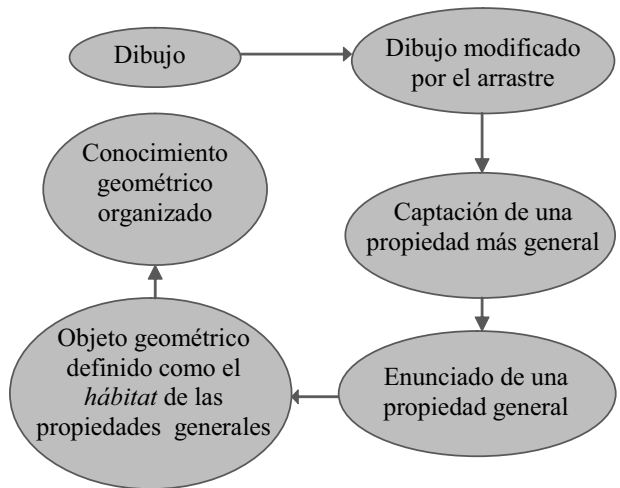 Dibujo
Dibujo modificado
por el arrastre
Captación de una
propiedad más general
Enunciado de una
propiedad general
Objeto geométrico
definido como el
hábitat de las
propiedades generales
Conocimiento
geométrico
organizado